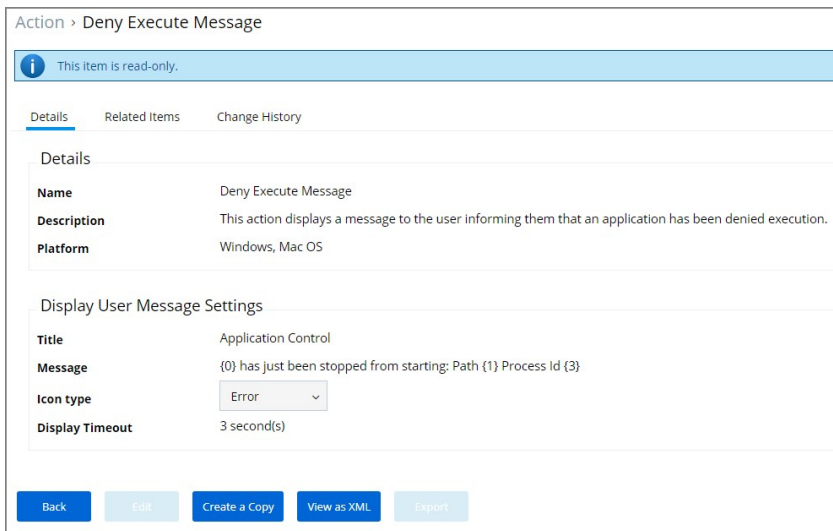 Action › Deny Execute Message
This item is read-only.
Details Related Items Change History
Details
Name Deny Execute Message
Description This action displays a message to the user informing them that an application has been denied execution.
Platform Windows, Mac OS
Display User Message Settings
Title Application Control
Message {0} has just been stopped from starting: Path {1} Process Id {3}
Icon type Error
Display Timeout 3 second(s)
Back Edit Create a Copy View as XML Export